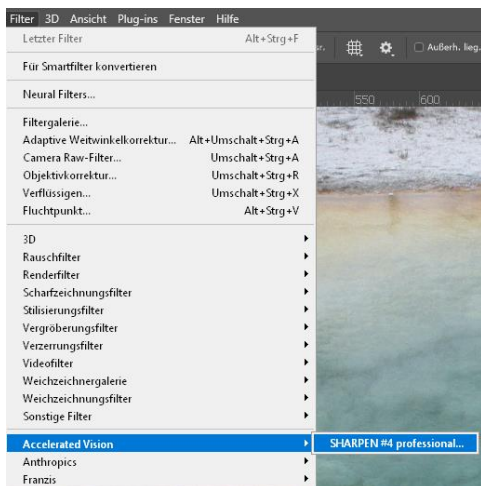 Filter 3D Ansicht Plug-ins Fenster Hilfe
Letzter Filter Alt+Strg+F
Für Smartfilter konvertieren
Neural Filters...
Filtergalerie...
Adaptive Weitwinkelkorrektur... Alt+Umschalt+Strg+A
Camera Raw-Filter... Umschalt+Strg+A
Objektivkorrektur... Umschalt+Strg+R
Verflüssigen... Umschalt+Strg+X
Fluchtpunkt... Alt+Strg+V
3D
Rauschfilter
Renderfilter
Scharfzeichnungsfilter
Stilisierungsfilter
Vergröberungsfilter
Verzerrungsfilter
Videofilter
Weichzeichnergalerie
Weichzeichnungsfilter
Sonstige Filter
Accelerated Vision SHARPEN #4 professional...
Anthropics
Franzis
Außerh. lieg.
550 600